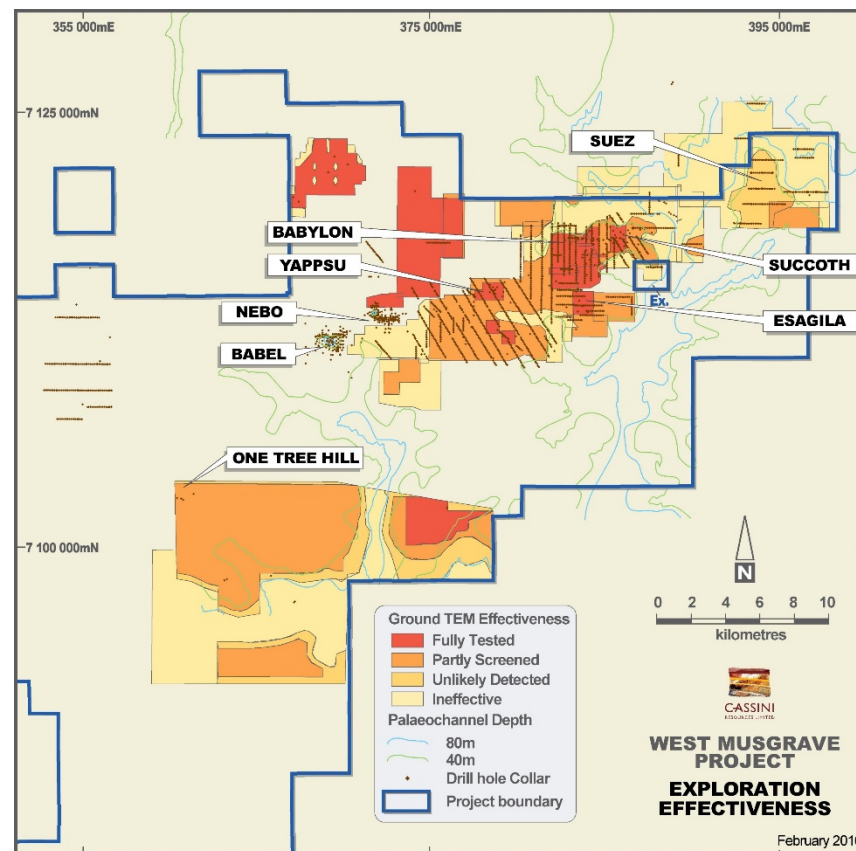 355 000mE
375 000mE
395 000mE
7 125 000mN
SUEZ
BABYLON
YAPPSU
SUCCOTH
NEBO
Ex.
ESAGILA
BABEL
ONE TREE HILL
7 100 000mN
N
0 2 4 6 8 10
kilometres
Ground TEM Effectiveness
Fully Tested
Partly Screened
Unlikely Detected
Ineffective
Palaeochannel Depth
80m
40m
Drill hole Collar
Project boundary
CASSINI
RESOURCES LIMITED
WEST MUSGRAVE
PROJECT
EXPLORATION
EFFECTIVENESS
February 201